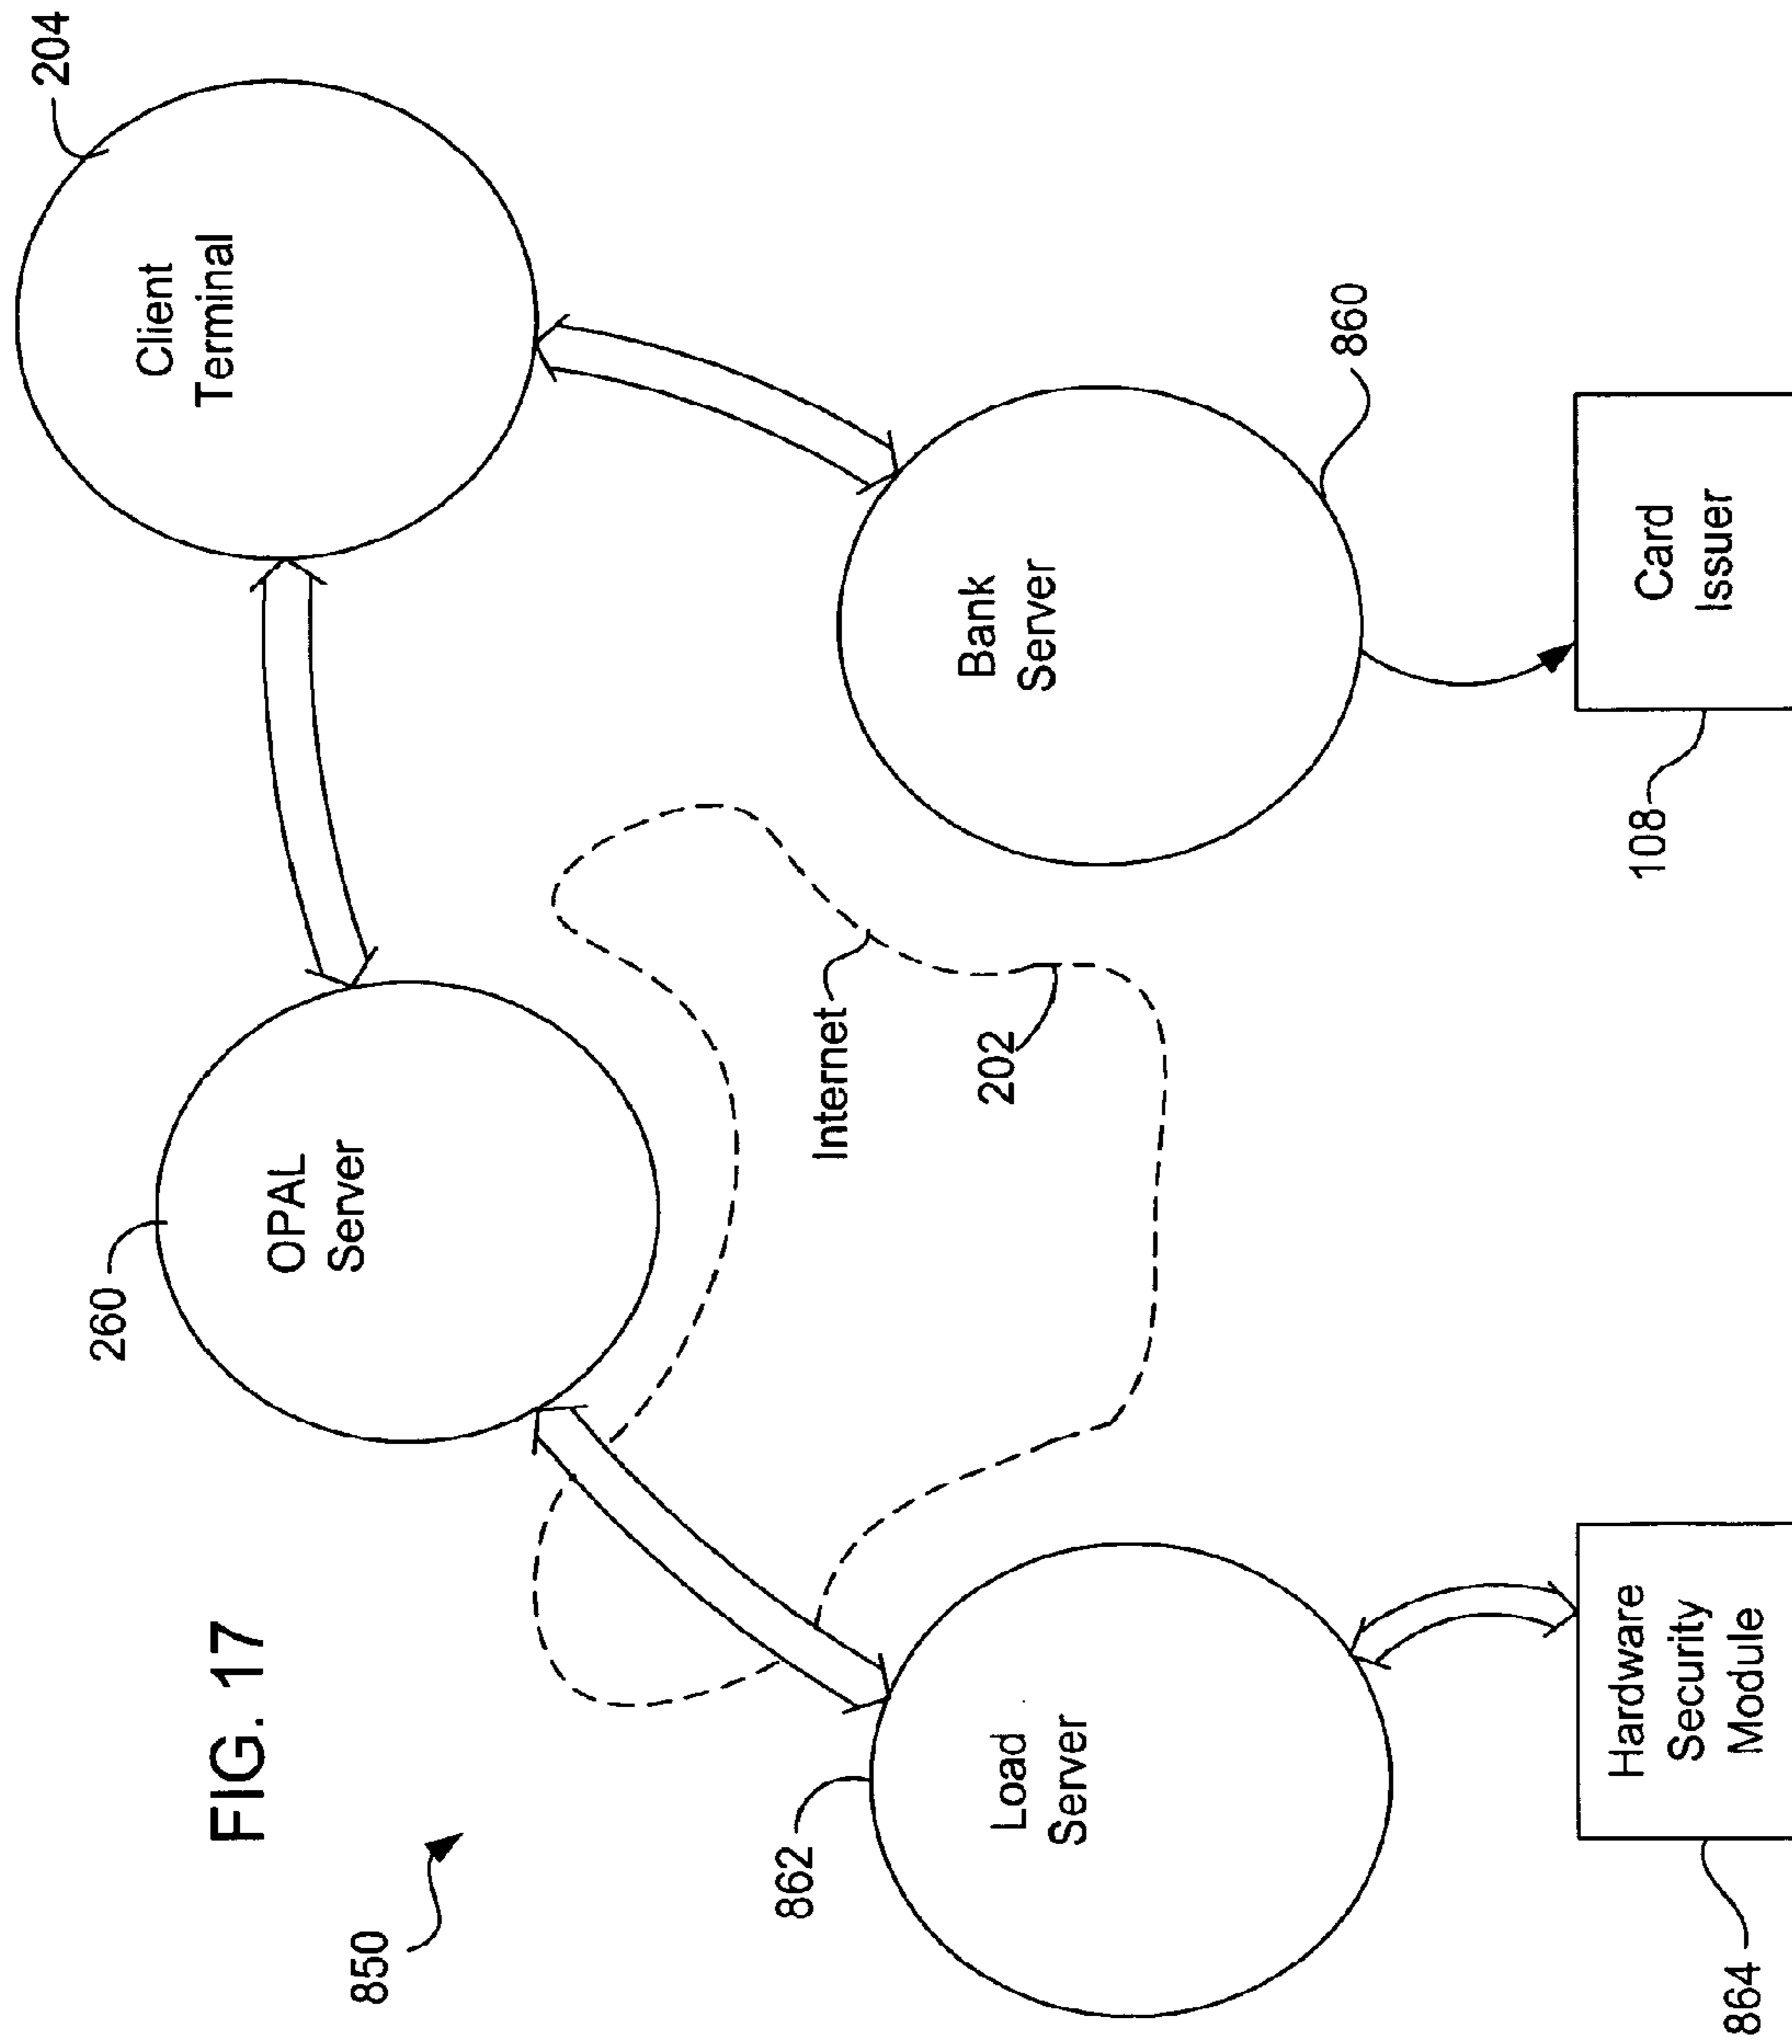 FIG. 17
850
260
OPAL
Server
204
Client
Terminal
Internet
202
862
Load
Server
Bank
Server
860
864
Hardware
Security
Module
108
Card
Issuer